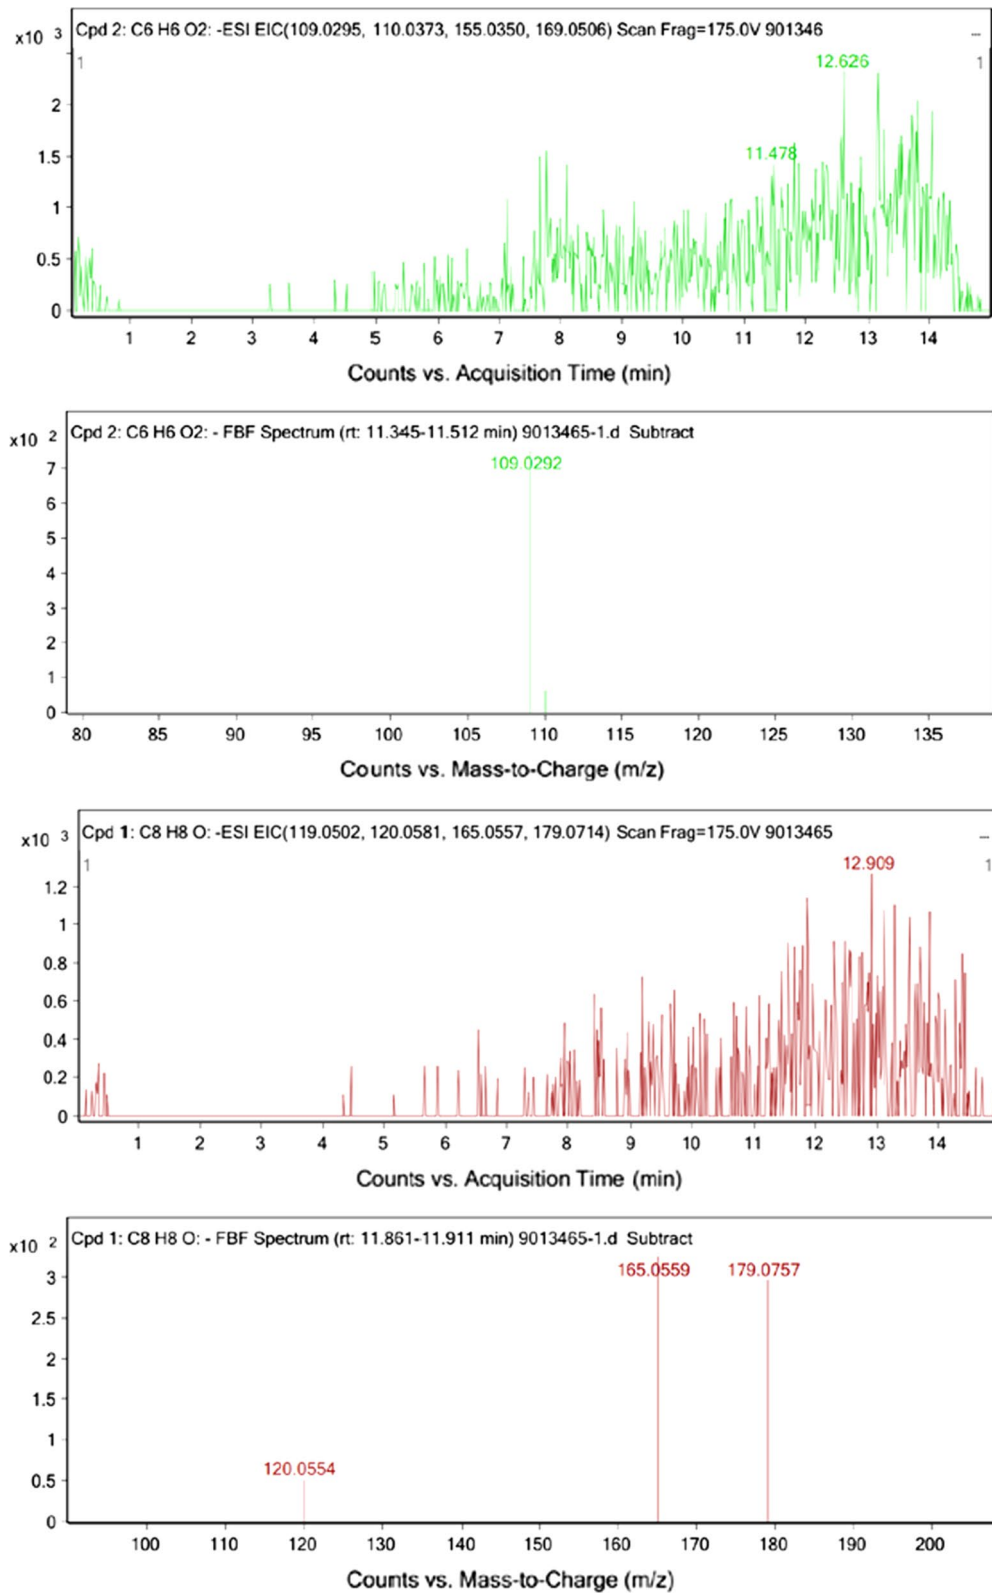 x10 3
Cpd 2: C6 H6 O2: -ESI EIC(109.0295, 110.0373, 155.0350, 169.0506) Scan Frag=175.0V 901346 ...
1 1
12.626
11.478
2
1.5
1
0.5
0
1 2 3 4 5 6 7 8 9 10 11 12 13 14
Counts vs. Acquisition Time (min)
x10 2
Cpd 2: C6 H6 O2: - FBF Spectrum (rt: 11.345-11.512 min) 9013465-1.d Subtract
109.0292
7
6
5
4
3
2
1
0
80 85 90 95 100 105 110 115 120 125 130 135
Counts vs. Mass-to-Charge (m/z)
x10 3
Cpd 1: C8 H8 O: -ESI EIC(119.0502, 120.0581, 165.0557, 179.0714) Scan Frag=175.0V 9013465 ...
1 1
12.909
1.2
1
0.8
0.6
0.4
0.2
0
1 2 3 4 5 6 7 8 9 10 11 12 13 14
Counts vs. Acquisition Time (min)
x10 2
Cpd 1: C8 H8 O: - FBF Spectrum (rt: 11.861-11.911 min) 9013465-1.d Subtract
165.0559 179.0757
3
2.5
2
1.5
1
120.0554
0.5
0
100 110 120 130 140 150 160 170 180 190 200
Counts vs. Mass-to-Charge (m/z)